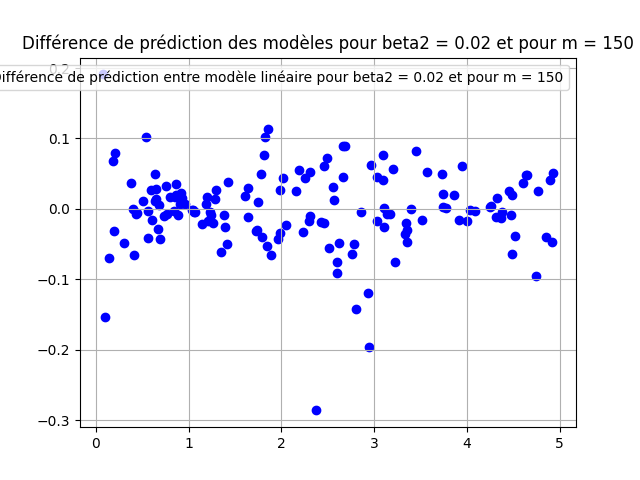 Différence de prédiction des modèles pour beta2 = 0.02 et pour m = 150
0.2
ifférence de prédiction entre modèle linéaire pour beta2 = 0.02 et pour m = 150
0.1
0.0
−0.1
−0.2
−0.3
0 1 2 3 4 5